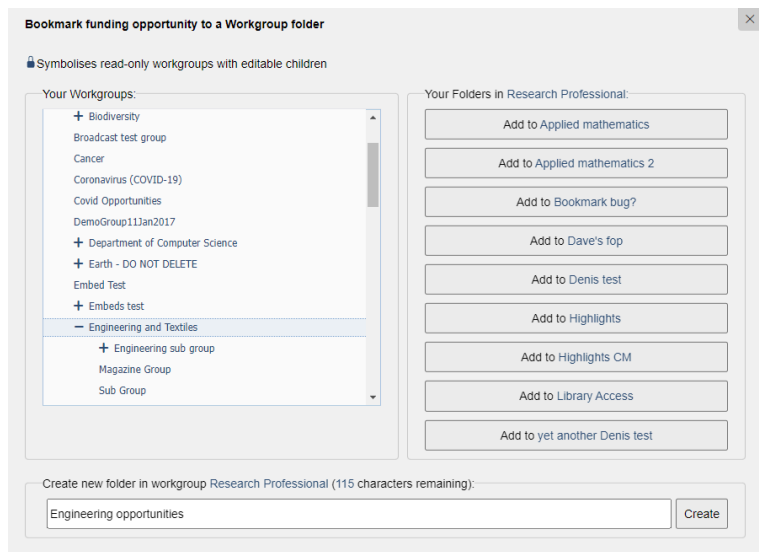 Bookmark funding opportunity to a Workgroup folder
Symbolises read-only workgroups with editable children
Your Workgroups:
Biodiversity
Broadcast test group
Cancer
Coronavirus (COVID-19)
Covid Opportunities
DemoGroup11Jan2017
Department of Computer Science
Earth - DO NOT DELETE
Embed Test
Embeds test
Engineering and Textiles
Engineering sub group
Magazine Group
Sub Group
Your Folders in Research Professional:
Add to Applied mathematics
Add to Applied mathematics 2
Add to Bookmark bug?
Add to Dave's fop
Add to Denis test
Add to Highlights
Add to Highlights CM
Add to Library Access
Add to yet another Denis test
Create new folder in workgroup Research Professional (115 characters remaining):
Engineering opportunities
Create